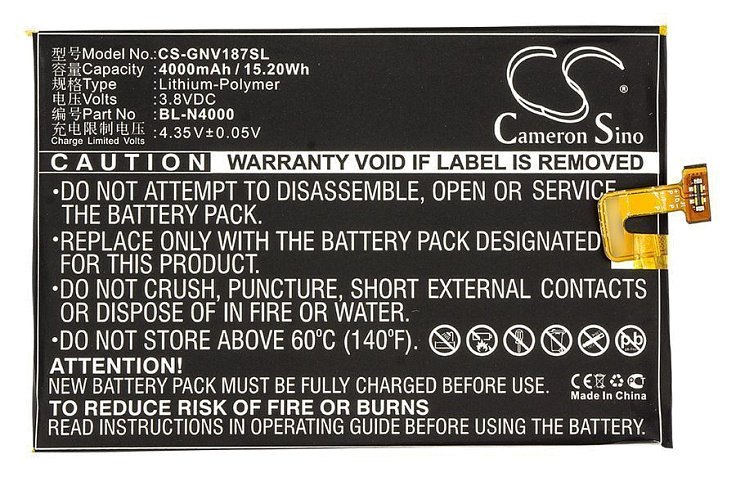 型号Model No.:CS-GNV187SL
容量Capacity:4000mAh / 15.20Wh
规格Type:Lithium-Polymer
电压Volts:3.8VDC
编号Part No:BL-N4000
充电限制电压:4.35V±0.05V
Charge Limited Voltage
CS
®
Cameron Sino
CAUTION WARRANTY VOID IF LABEL IS REMOVED
•DO NOT ATTEMPT TO DISASSEMBLE, OPEN OR SERVICE
THE BATTERY PACK.
•REPLACE ONLY WITH THE BATTERY PACK DESIGNATED
FOR THIS PRODUCT.
•DO NOT CRUSH, PUNCTURE, SHORT EXTERNAL CONTACTS
OR DISPOSE OF IN FIRE OR WATER.
•DO NOT STORE ABOVE 60ºC (140ºF).
Pb
ATTENTION!
NEW BATTERY PACK MUST BE FULLY CHARGED BEFORE USE.
CE
Made In China
TO REDUCE RISK OF FIRE OR BURNS
READ INSTRUCTIONS IN OPERATING GUIDE BEFORE USING THE BATTERY.